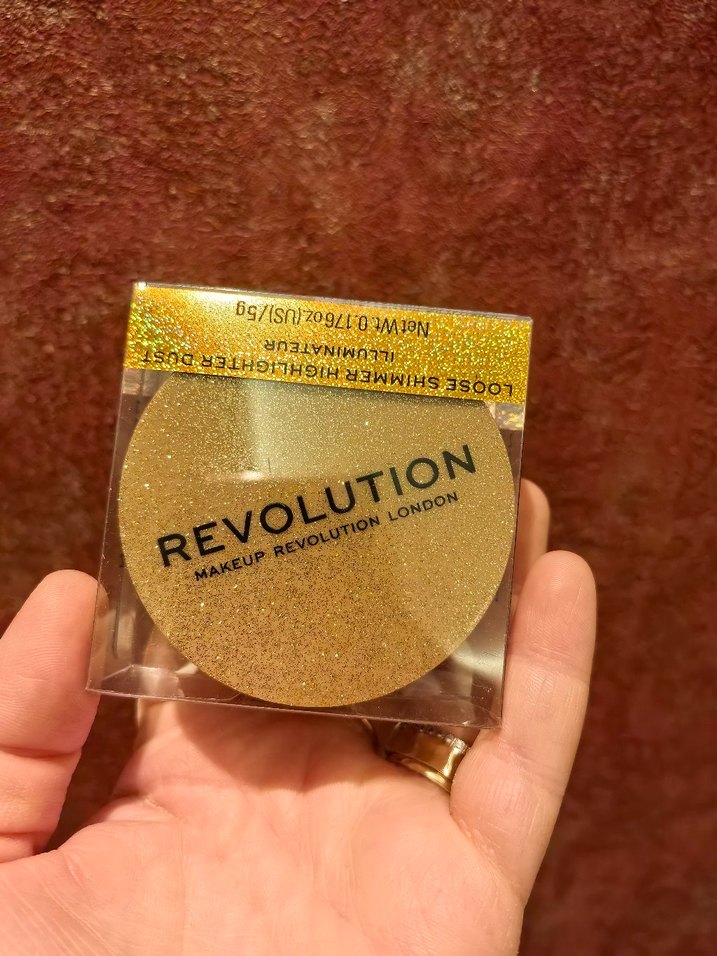 LOOSE SHIMMER HIGHLIGHTER DUST
ILLUMINATEUR
Net Wt. 0.176oz.(US)/5g
REVOLUTION
MAKEUP REVOLUTION LONDON